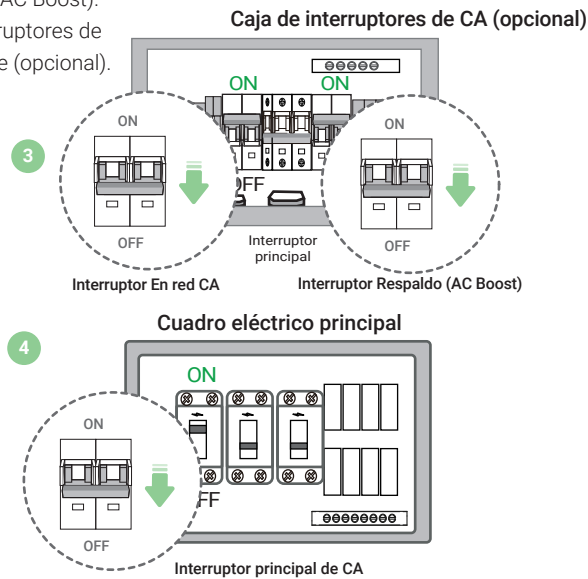 AC Boost).
ruptores de
e (opcional).
Caja de interruptores de CA (opcional)
ON
ON
3
ON
OFF
FF
ON
OFF
Interruptor
principal
Interruptor En red CA
Interruptor Respaldo (AC Boost)
Cuadro eléctrico principal
4
ON
ON
OFF
FF
Interruptor principal de CA